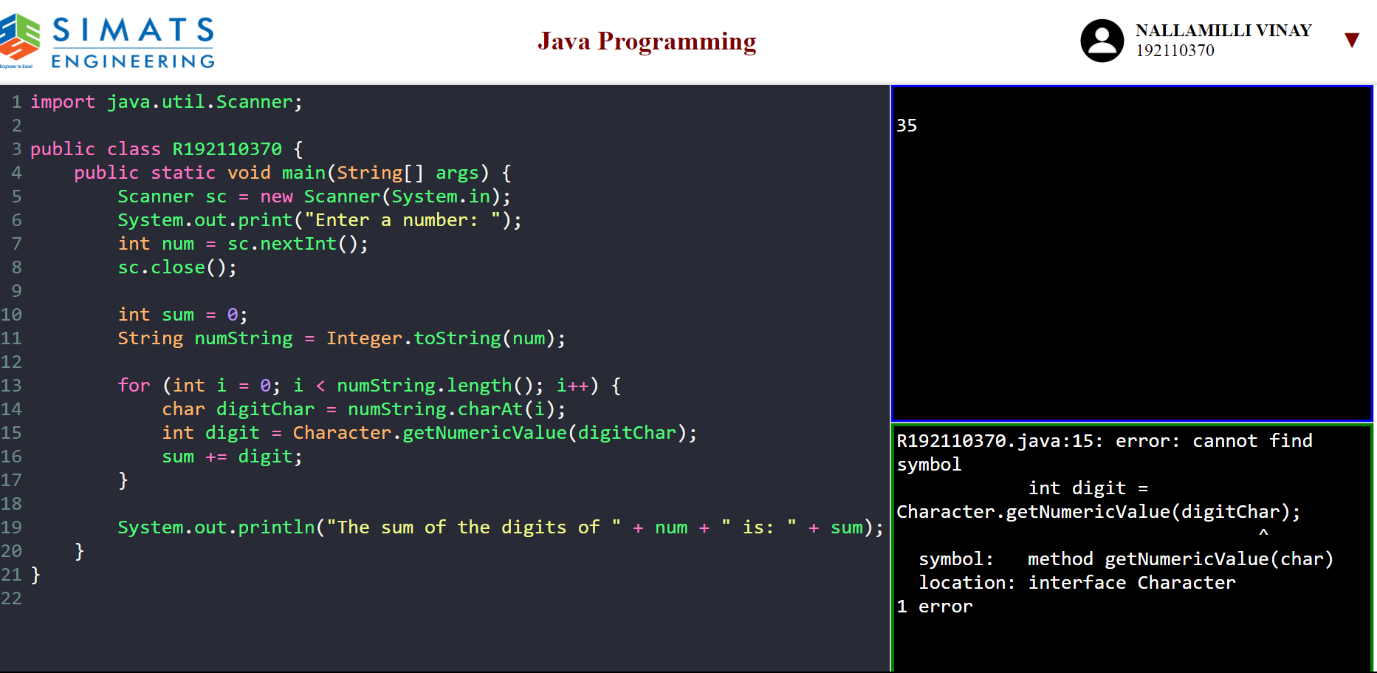 SIMATS
ENGINEERING
Engineer to Excel
Java Programming
NALLAMILLI VINAY
192110370
1 import java.util.Scanner;
2
3 public class R192110370 {
4     public static void main(String[] args) {
5         Scanner sc = new Scanner(System.in);
6         System.out.print("Enter a number: ");
7         int num = sc.nextInt();
8         sc.close();
9
10         int sum = 0;
11         String numString = Integer.toString(num);
12
13         for (int i = 0; i < numString.length(); i++) {
14             char digitChar = numString.charAt(i);
15             int digit = Character.getNumericValue(digitChar);
16             sum += digit;
17         }
18
19         System.out.println("The sum of the digits of " + num + " is: " + sum);
20     }
21 }
22
35
R192110370.java:15: error: cannot find
symbol
            int digit =
Character.getNumericValue(digitChar);
                                 ^
  symbol:   method getNumericValue(char)
  location: interface Character
1 error